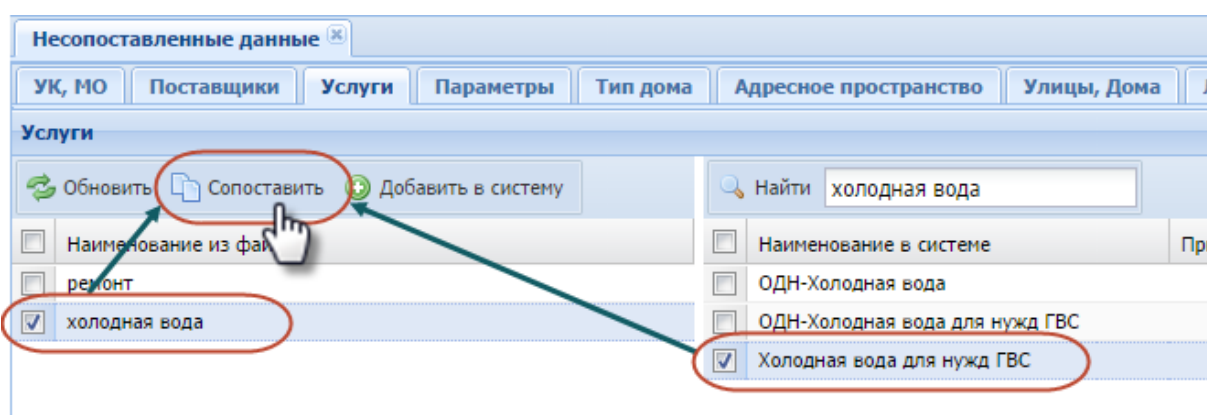 Несопоставленные данные
УК, МО Поставщики Услуги Параметры Тип дома Адресное пространство Улицы, Дома
Услуги
Обновить Сопоставить Добавить в систему Найти холодная вода
Наименование из Наименование в системе
ремонт ОДН-Холодная вода
холодная вода ОДН-Холодная вода для нужд ГВС
Холодная вода для нужд ГВС